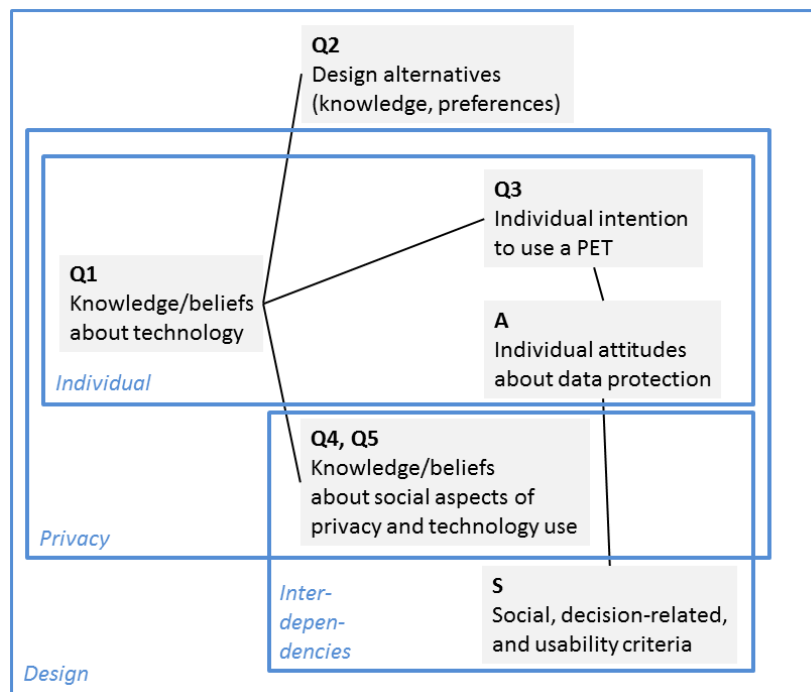 Q2
Design alternatives
(knowledge, preferences)
Q3
Individual intention
to use a PET
Q1
Knowledge/beliefs
about technology
A
Individual attitudes
about data protection
Individual
Q4, Q5
Knowledge/beliefs
about social aspects of
privacy and technology use
Privacy
Inter-
depen-
dencies
S
Social, decision-related,
and usability criteria
Design